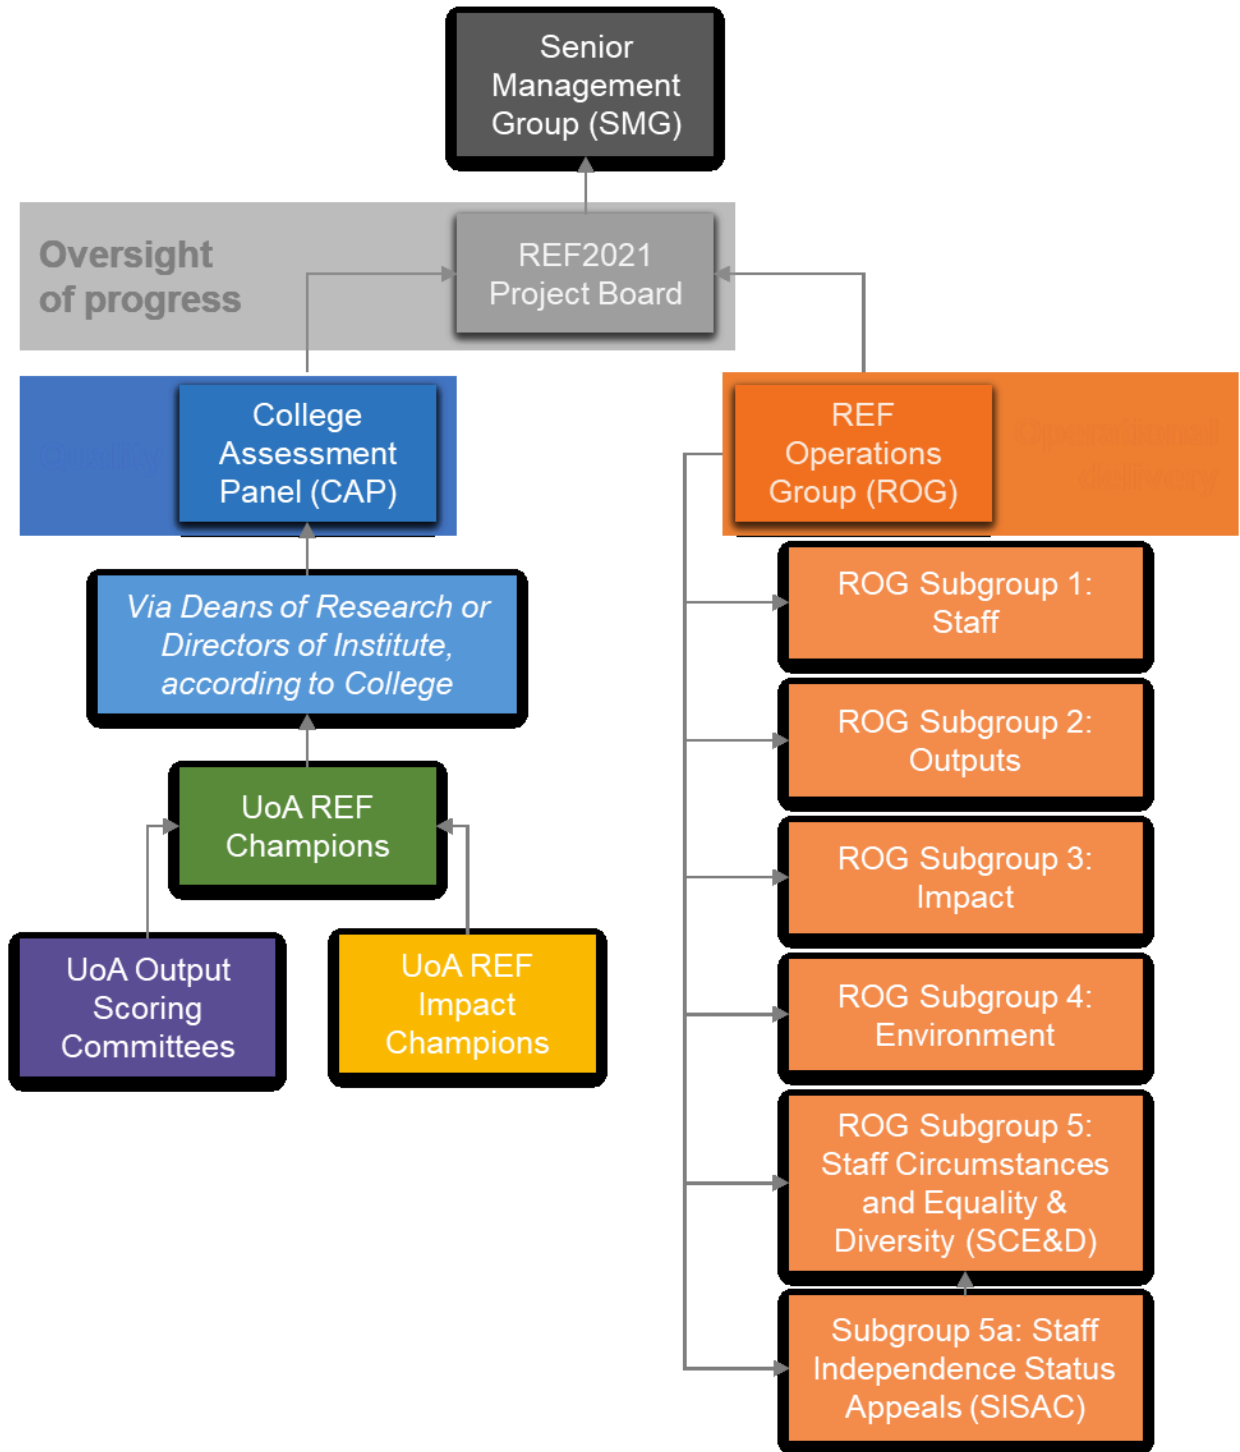 Senior
Management
Group (SMG)
Oversight
of progress
REF2021
Project Board
College
Assessment
Panel (CAP)
REF
Operations
Group (ROG)
Operational
delivery
Via Deans of Research or
Directors of Institute,
according to College
UoA REF
Champions
UoA Output
Scoring
Committees
UoA REF
Impact
Champions
ROG Subgroup 1:
Staff
ROG Subgroup 2:
Outputs
ROG Subgroup 3:
Impact
ROG Subgroup 4:
Environment
ROG Subgroup 5:
Staff Circumstances
and Equality &
Diversity (SCE&D)
Subgroup 5a: Staff
Independence Status
Appeals (SISAC)